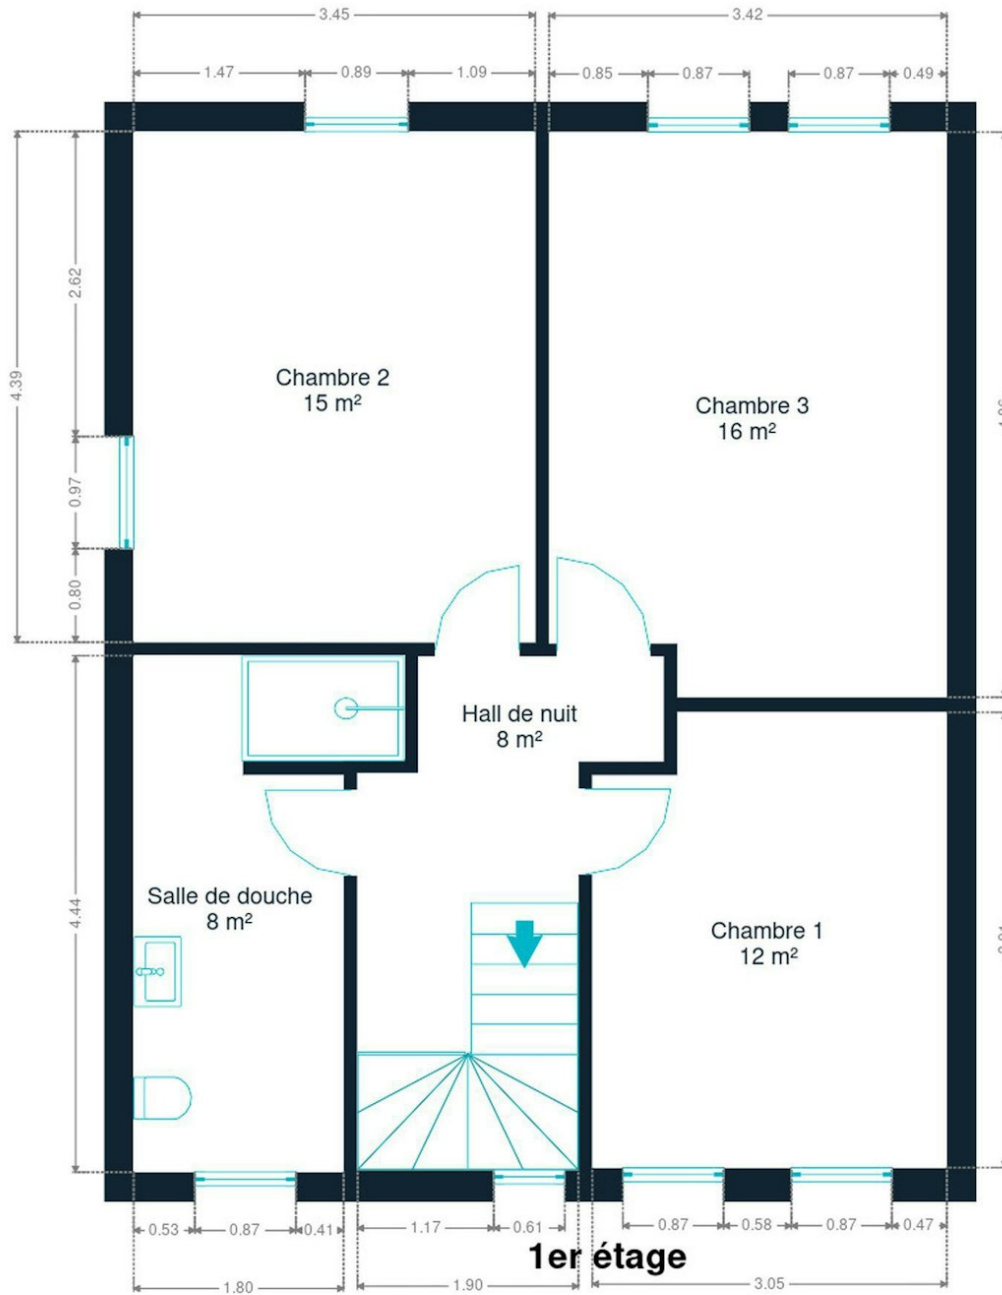 3.45
3.42
1.47
0.89
1.09
0.85
0.87
0.87
0.49
2.62
4.39
Chambre 2
15 m²
Chambre 3
16 m²
0.97
0.80
Hall de nuit
8 m²
4.44
Salle de douche
8 m²
Chambre 1
12 m²
0.53
0.87
0.41
1.17
0.61
0.87
0.58
0.87
0.47
1er étage
1.80
1.90
3.05